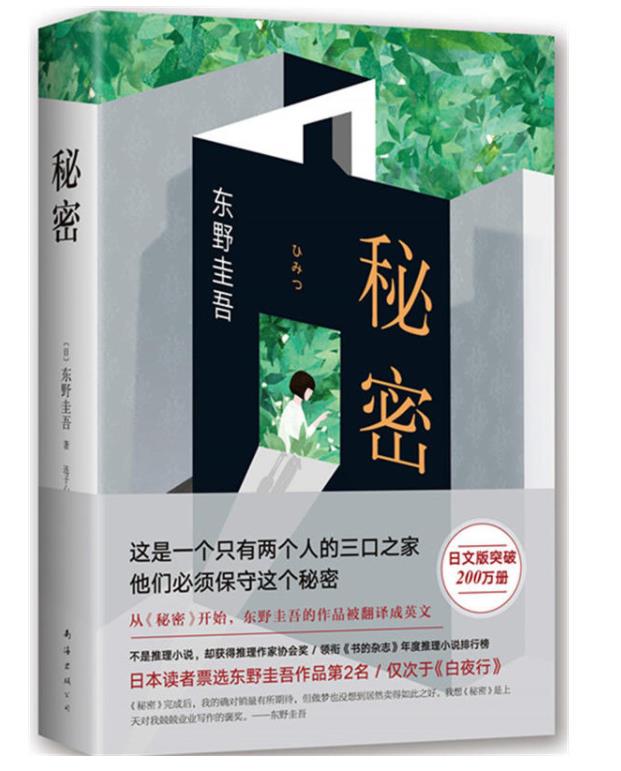 秘密
〔日〕东野圭吾 著
南海出版公司
东野圭吾
ひみつ
秘密
这是一个只有两个人的三口之家
他们必须保守这个秘密
日文版突破
200万册
从《秘密》开始，东野圭吾的作品被翻译成英文
不是推理小说，却获得推理作家协会奖 / 领衔《书的杂志》年度推理小说排行榜
日本读者票选东野圭吾作品第2名 / 仅次于《白夜行》
《秘密》完成后，我的确对销量有所期待，但做梦也没想到居然卖得如此之好。我想《秘密》是上
天对我兢兢业业写作的褒奖。——东野圭吾